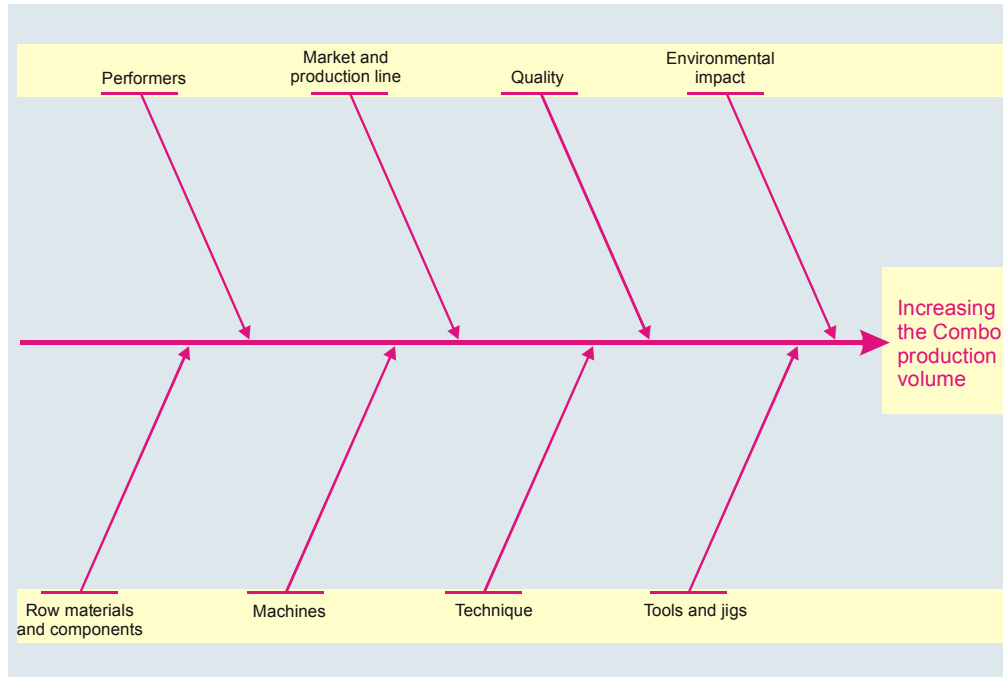 Performers
Market and
production line
Quality
Environmental
impact
Increasing
the Combo
production
volume
Row materials
and components
Machines
Technique
Tools and jigs